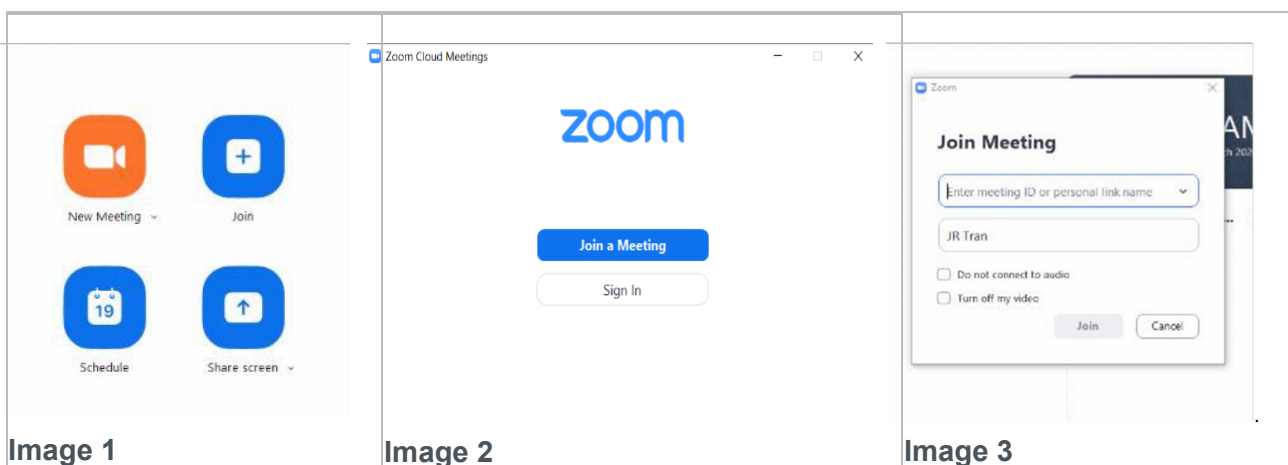 New Meeting
Join
19
Schedule
Share screen
Image 1
Zoom Cloud Meetings
zoom
Join a Meeting
Sign In
Image 2
Zoom
Join Meeting
Enter meeting ID or personal link name
JR Tran
Do not connect to audio
Turn off my video
Join Cancel
Image 3